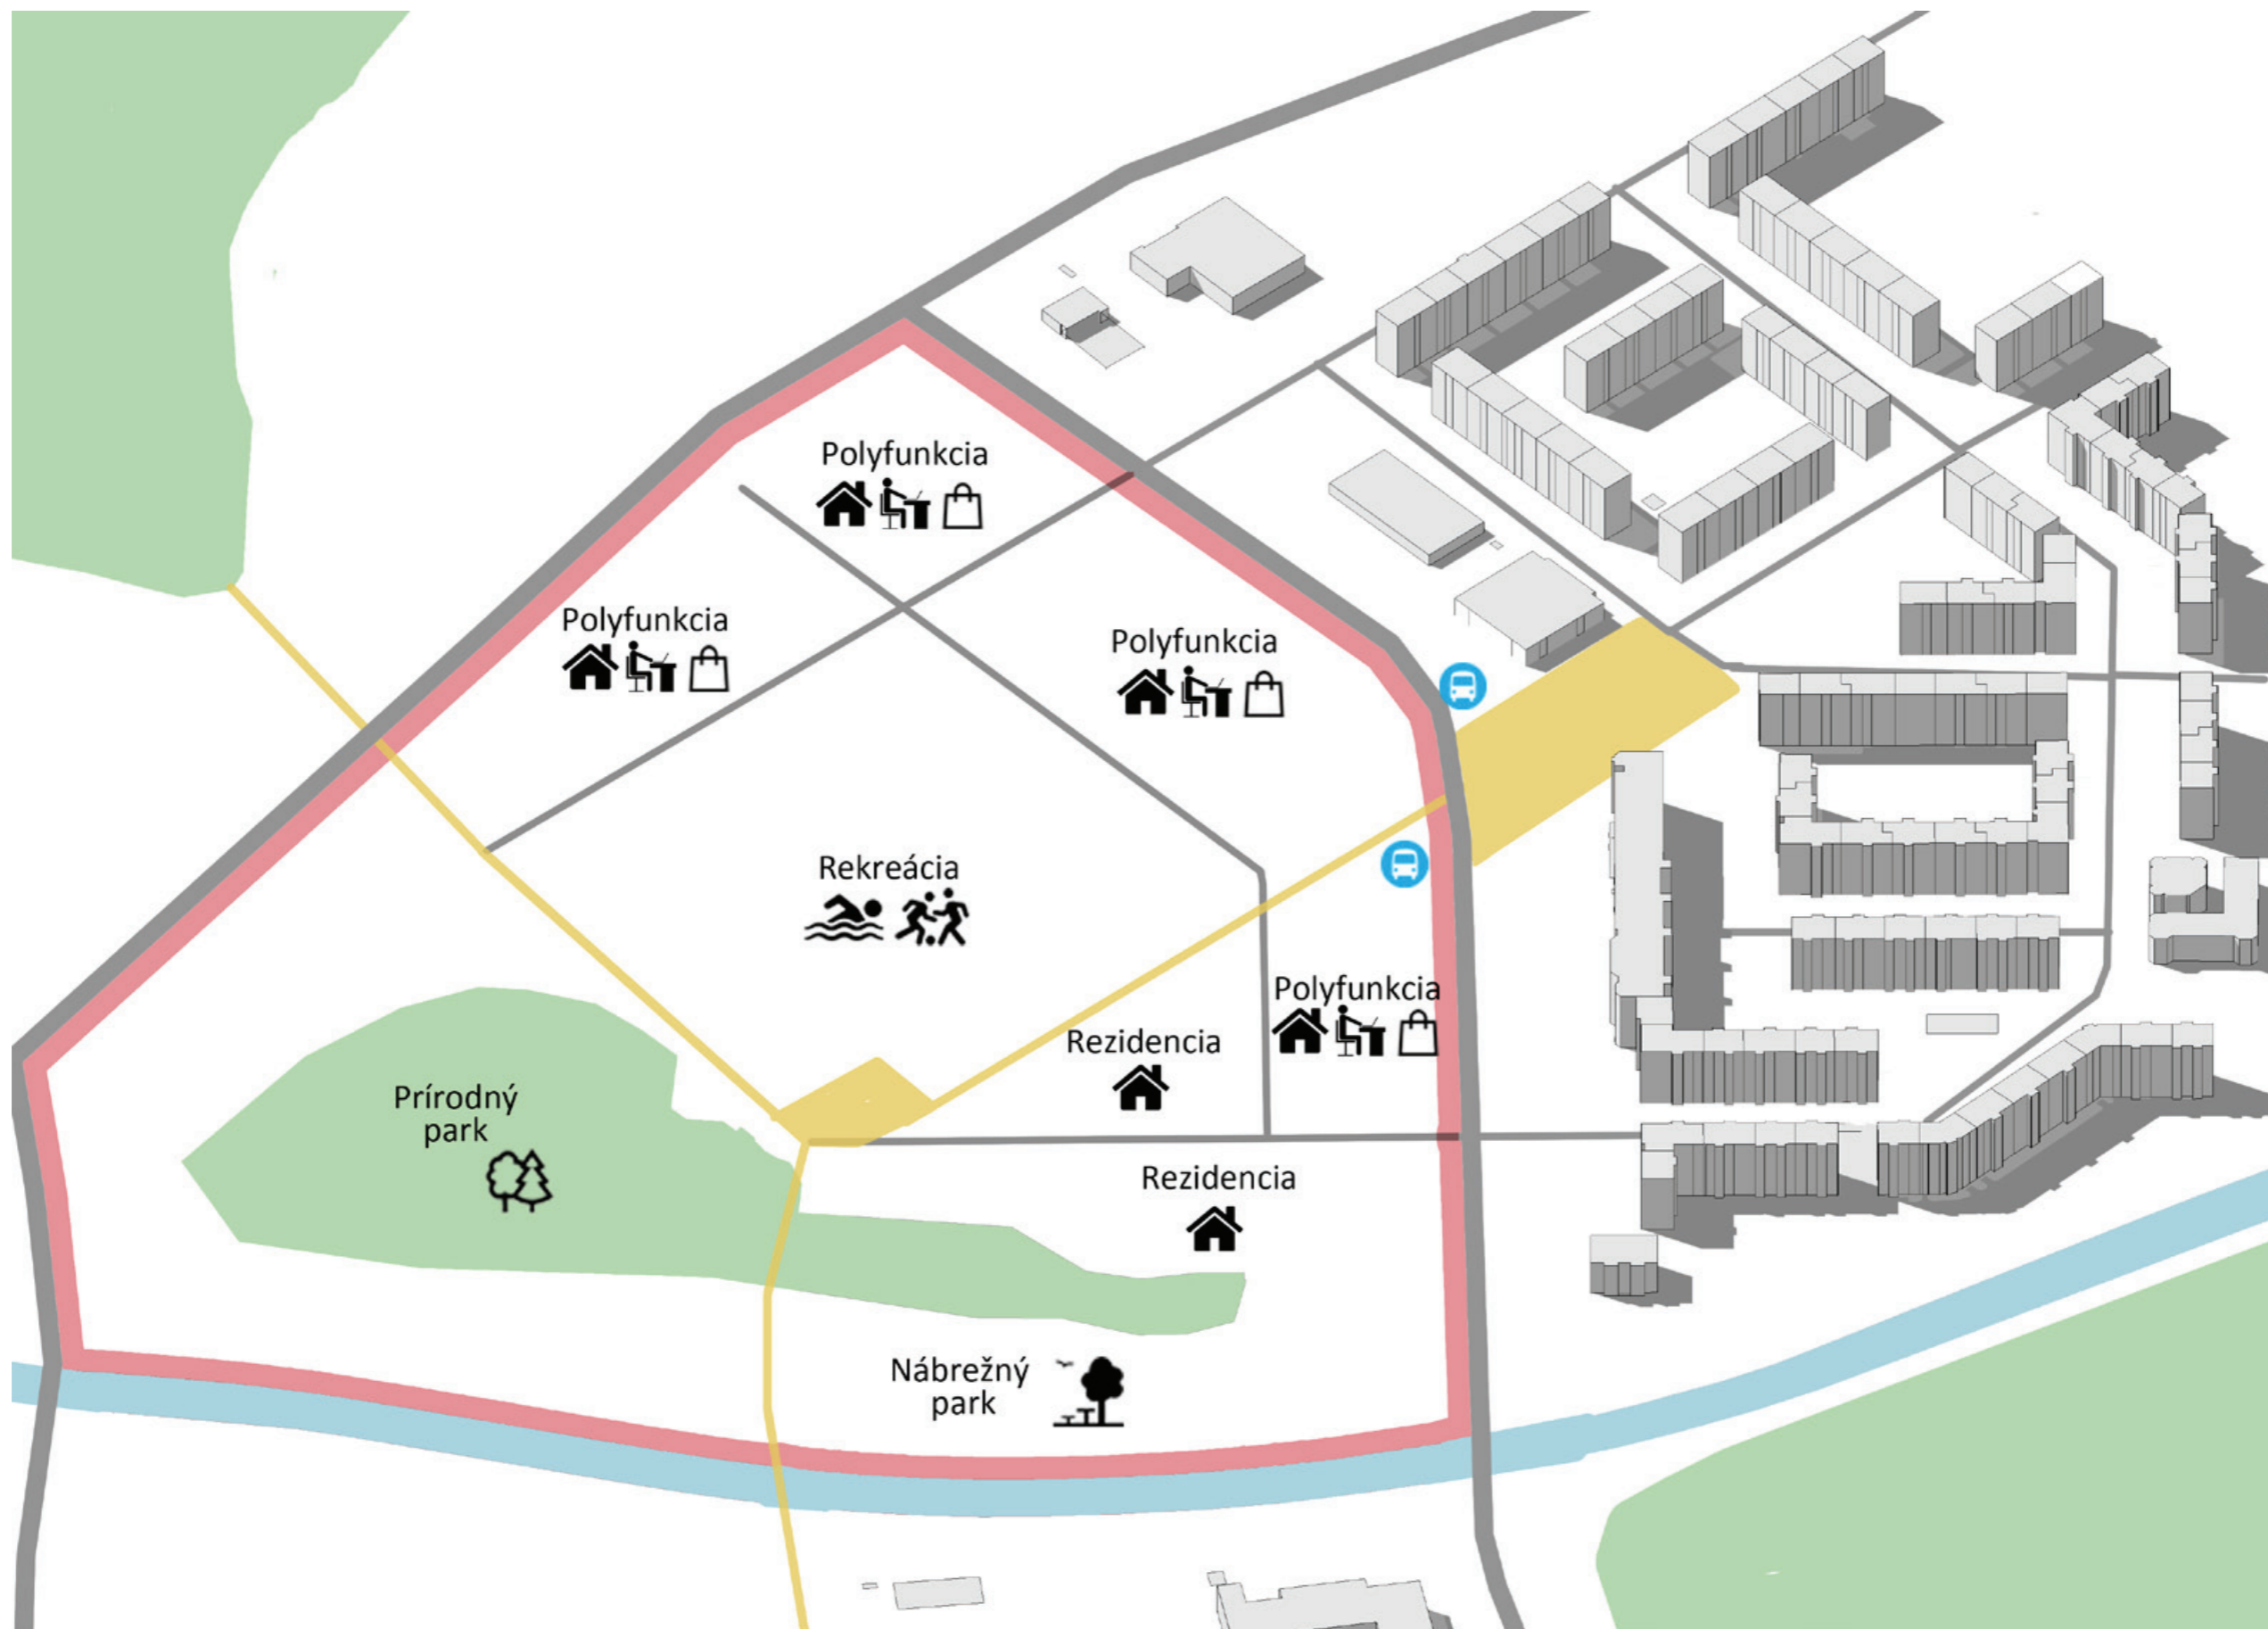 Polyfunkcia
Polyfunkcia
Polyfunkcia
Rekreácia
Polyfunkcia
Rezidencia
Prírodný
park
Rezidencia
Nábrežný
park